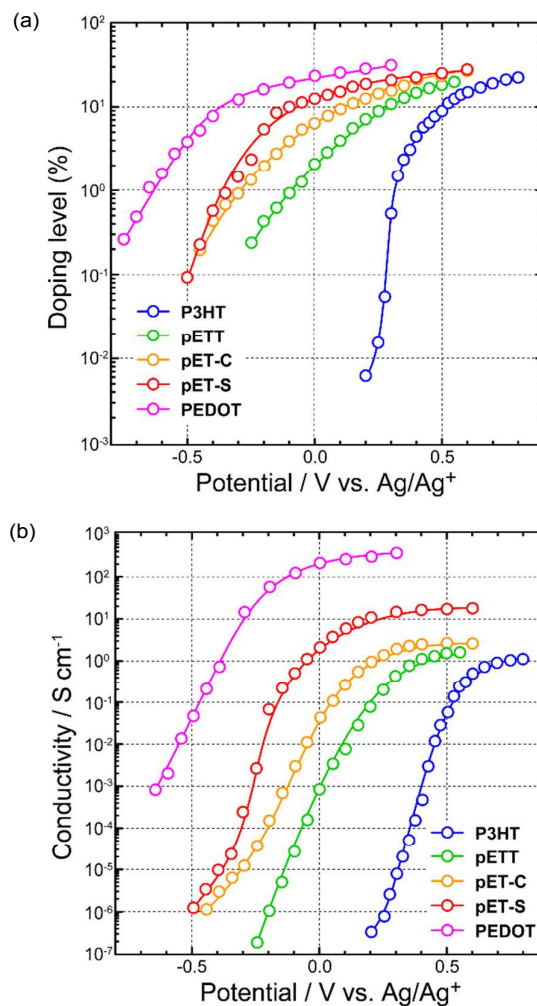 (a)
10²
10¹
10⁰
10⁻¹
10⁻²
10⁻³
Doping level (%)
P3HT
pETT
pET-C
pET-S
PEDOT
-0.5 0.0 0.5
Potential / V vs. Ag/Ag⁺
(b)
10³
10²
10¹
10⁰
10⁻¹
10⁻²
10⁻³
10⁻⁴
10⁻⁵
10⁻⁶
10⁻⁷
Conductivity / S cm⁻¹
P3HT
pETT
pET-C
pET-S
PEDOT
-0.5 0.0 0.5
Potential / V vs. Ag/Ag⁺